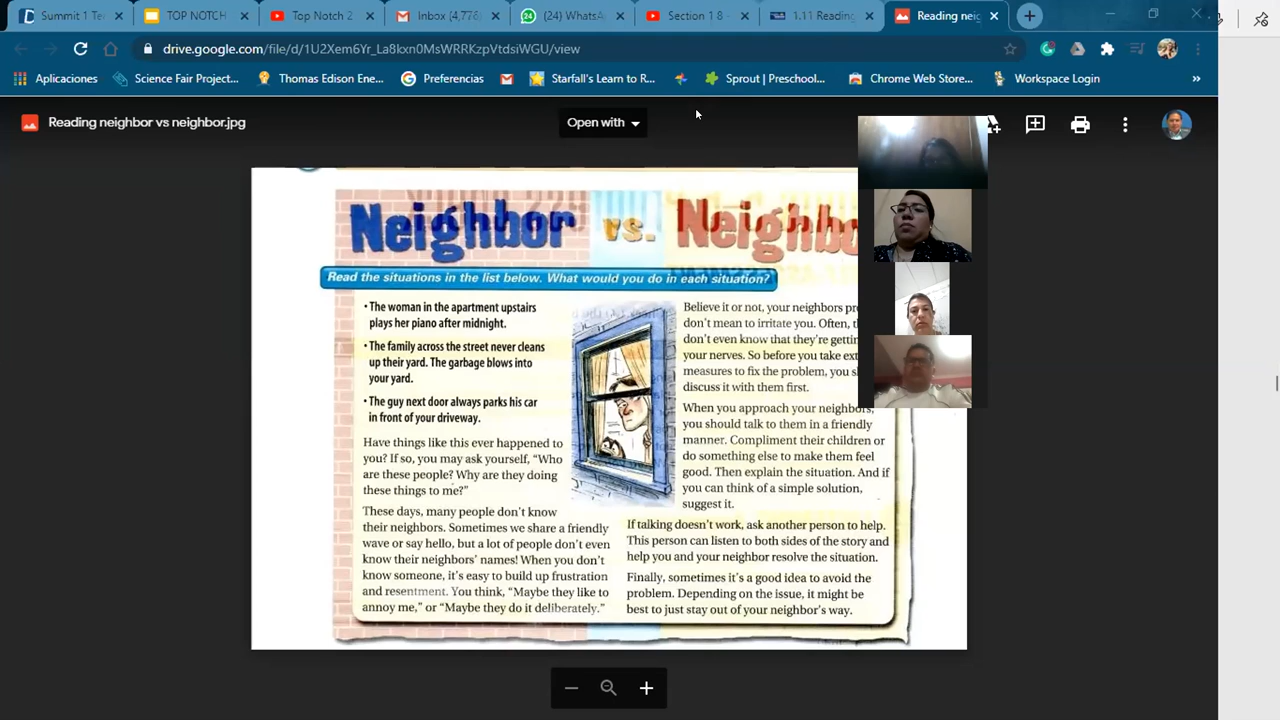 Summit 1 Te
TOP NOTCH
Top Notch 2
Inbox (4,776)
(24) WhatsA
Section 1 8 -
1.11 Reading
Reading neig
drive.google.com/file/d/1U2Xem6Yr_La8kxn0MsWRRKzpVtdsiWGU/view
Aplicaciones
Science Fair Project...
Thomas Edison Ene...
Preferencias
Starfall's Learn to R...
Sprout | Preschool...
Chrome Web Store...
Workspace Login
Reading neighbor vs neighbor.jpg
Open with
Neighbor vs. Neighbo
Read the situations in the list below. What would you do in each situation?
• The woman in the apartment upstairs
plays her piano after midnight.
• The family across the street never cleans
up their yard. The garbage blows into
your yard.
• The guy next door always parks his car
in front of your driveway.
Have things like this ever happened to
you? If so, you may ask yourself, "Who
are these people? Why are they doing
these things to me?"
These days, many people don't know
their neighbors. Sometimes we share a friendly
wave or say hello, but a lot of people don't even
know their neighbors' names! When you don't
know someone, it's easy to build up frustration
and resentment. You think, "Maybe they like to
annoy me," or "Maybe they do it deliberately."
Believe it or not, your neighbors pr
don't mean to irritate you. Often, th
don't even know that they're gettin
your nerves. So before you take ext
measures to fix the problem, you s
discuss it with them first.
When you approach your neighbors,
you should talk to them in a friendly
manner. Compliment their children or
do something else to make them feel
good. Then explain the situation. And if
you can think of a simple solution,
suggest it.
If talking doesn't work, ask another person to help.
This person can listen to both sides of the story and
help you and your neighbor resolve the situation.
Finally, sometimes it's a good idea to avoid the
problem. Depending on the issue, it might be
best to just stay out of your neighbor's way.